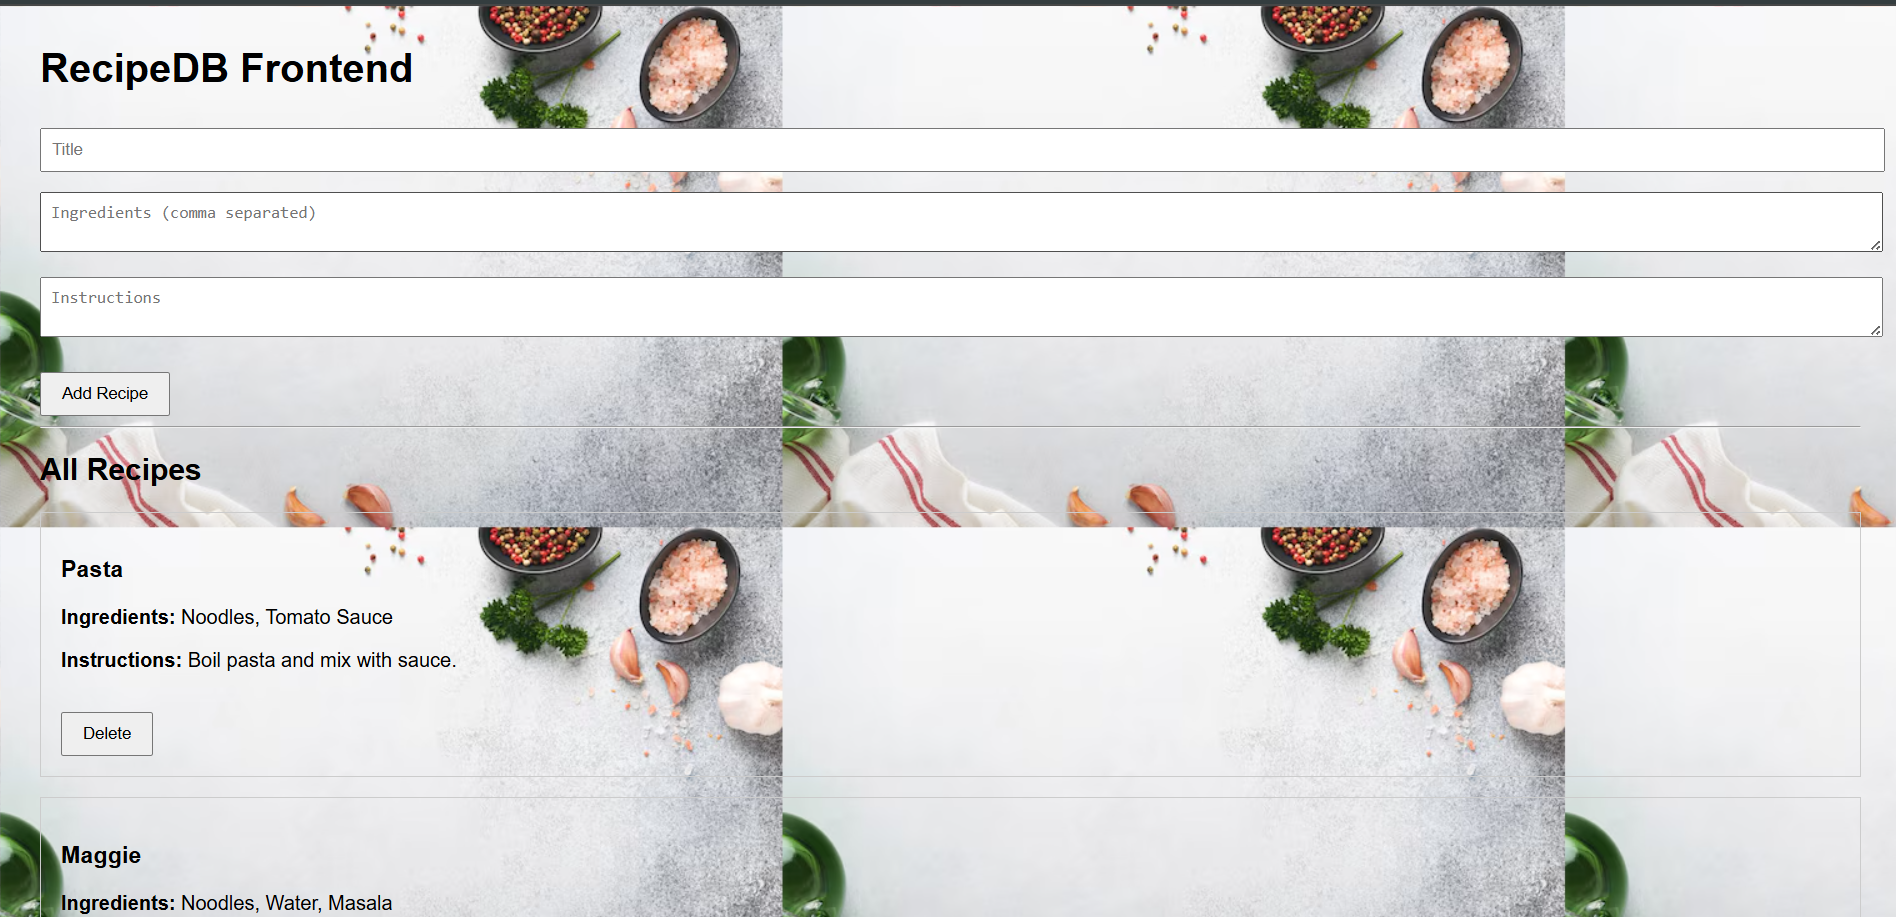 RecipeDB Frontend
Title
Ingredients (comma separated)
Instructions
Add Recipe
All Recipes
Pasta
Ingredients: Noodles, Tomato Sauce
Instructions: Boil pasta and mix with sauce.
Delete
Maggie
Ingredients: Noodles, Water, Masala